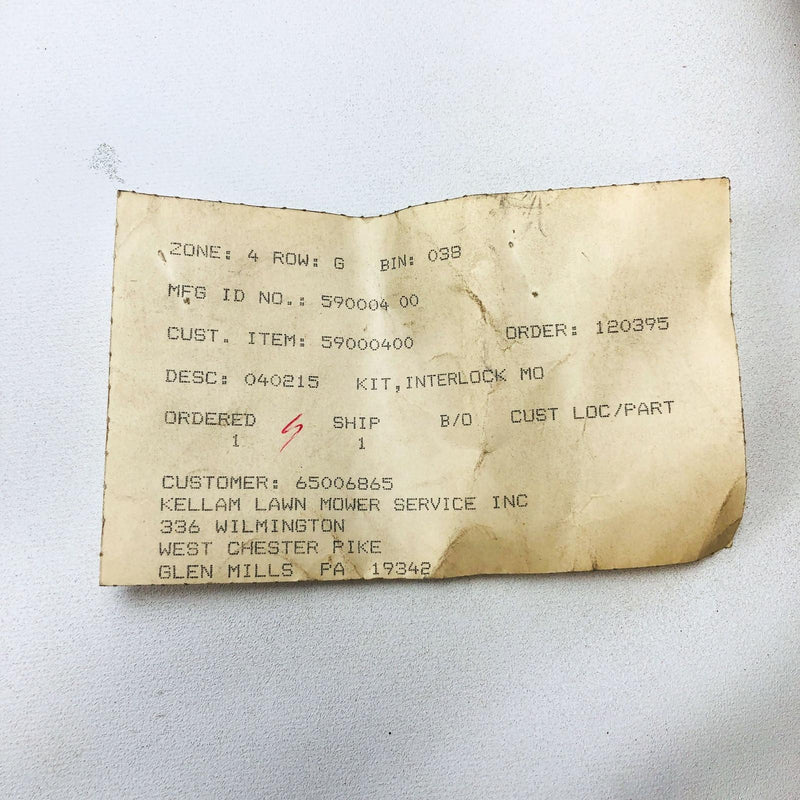 ZONE: 4 ROW: G BIN: 038
MFG ID NO.: 590004 00
CUST. ITEM: 59000400 ORDER: 120395
DESC: 040215 KIT,INTERLOCK MO
ORDERED SHIP B/O CUST LOC/PART
1 1
CUSTOMER: 65006865
KELLAM LAWN MOWER SERVICE INC
336 WILMINGTON
WEST CHESTER PIKE
GLEN MILLS PA 19342